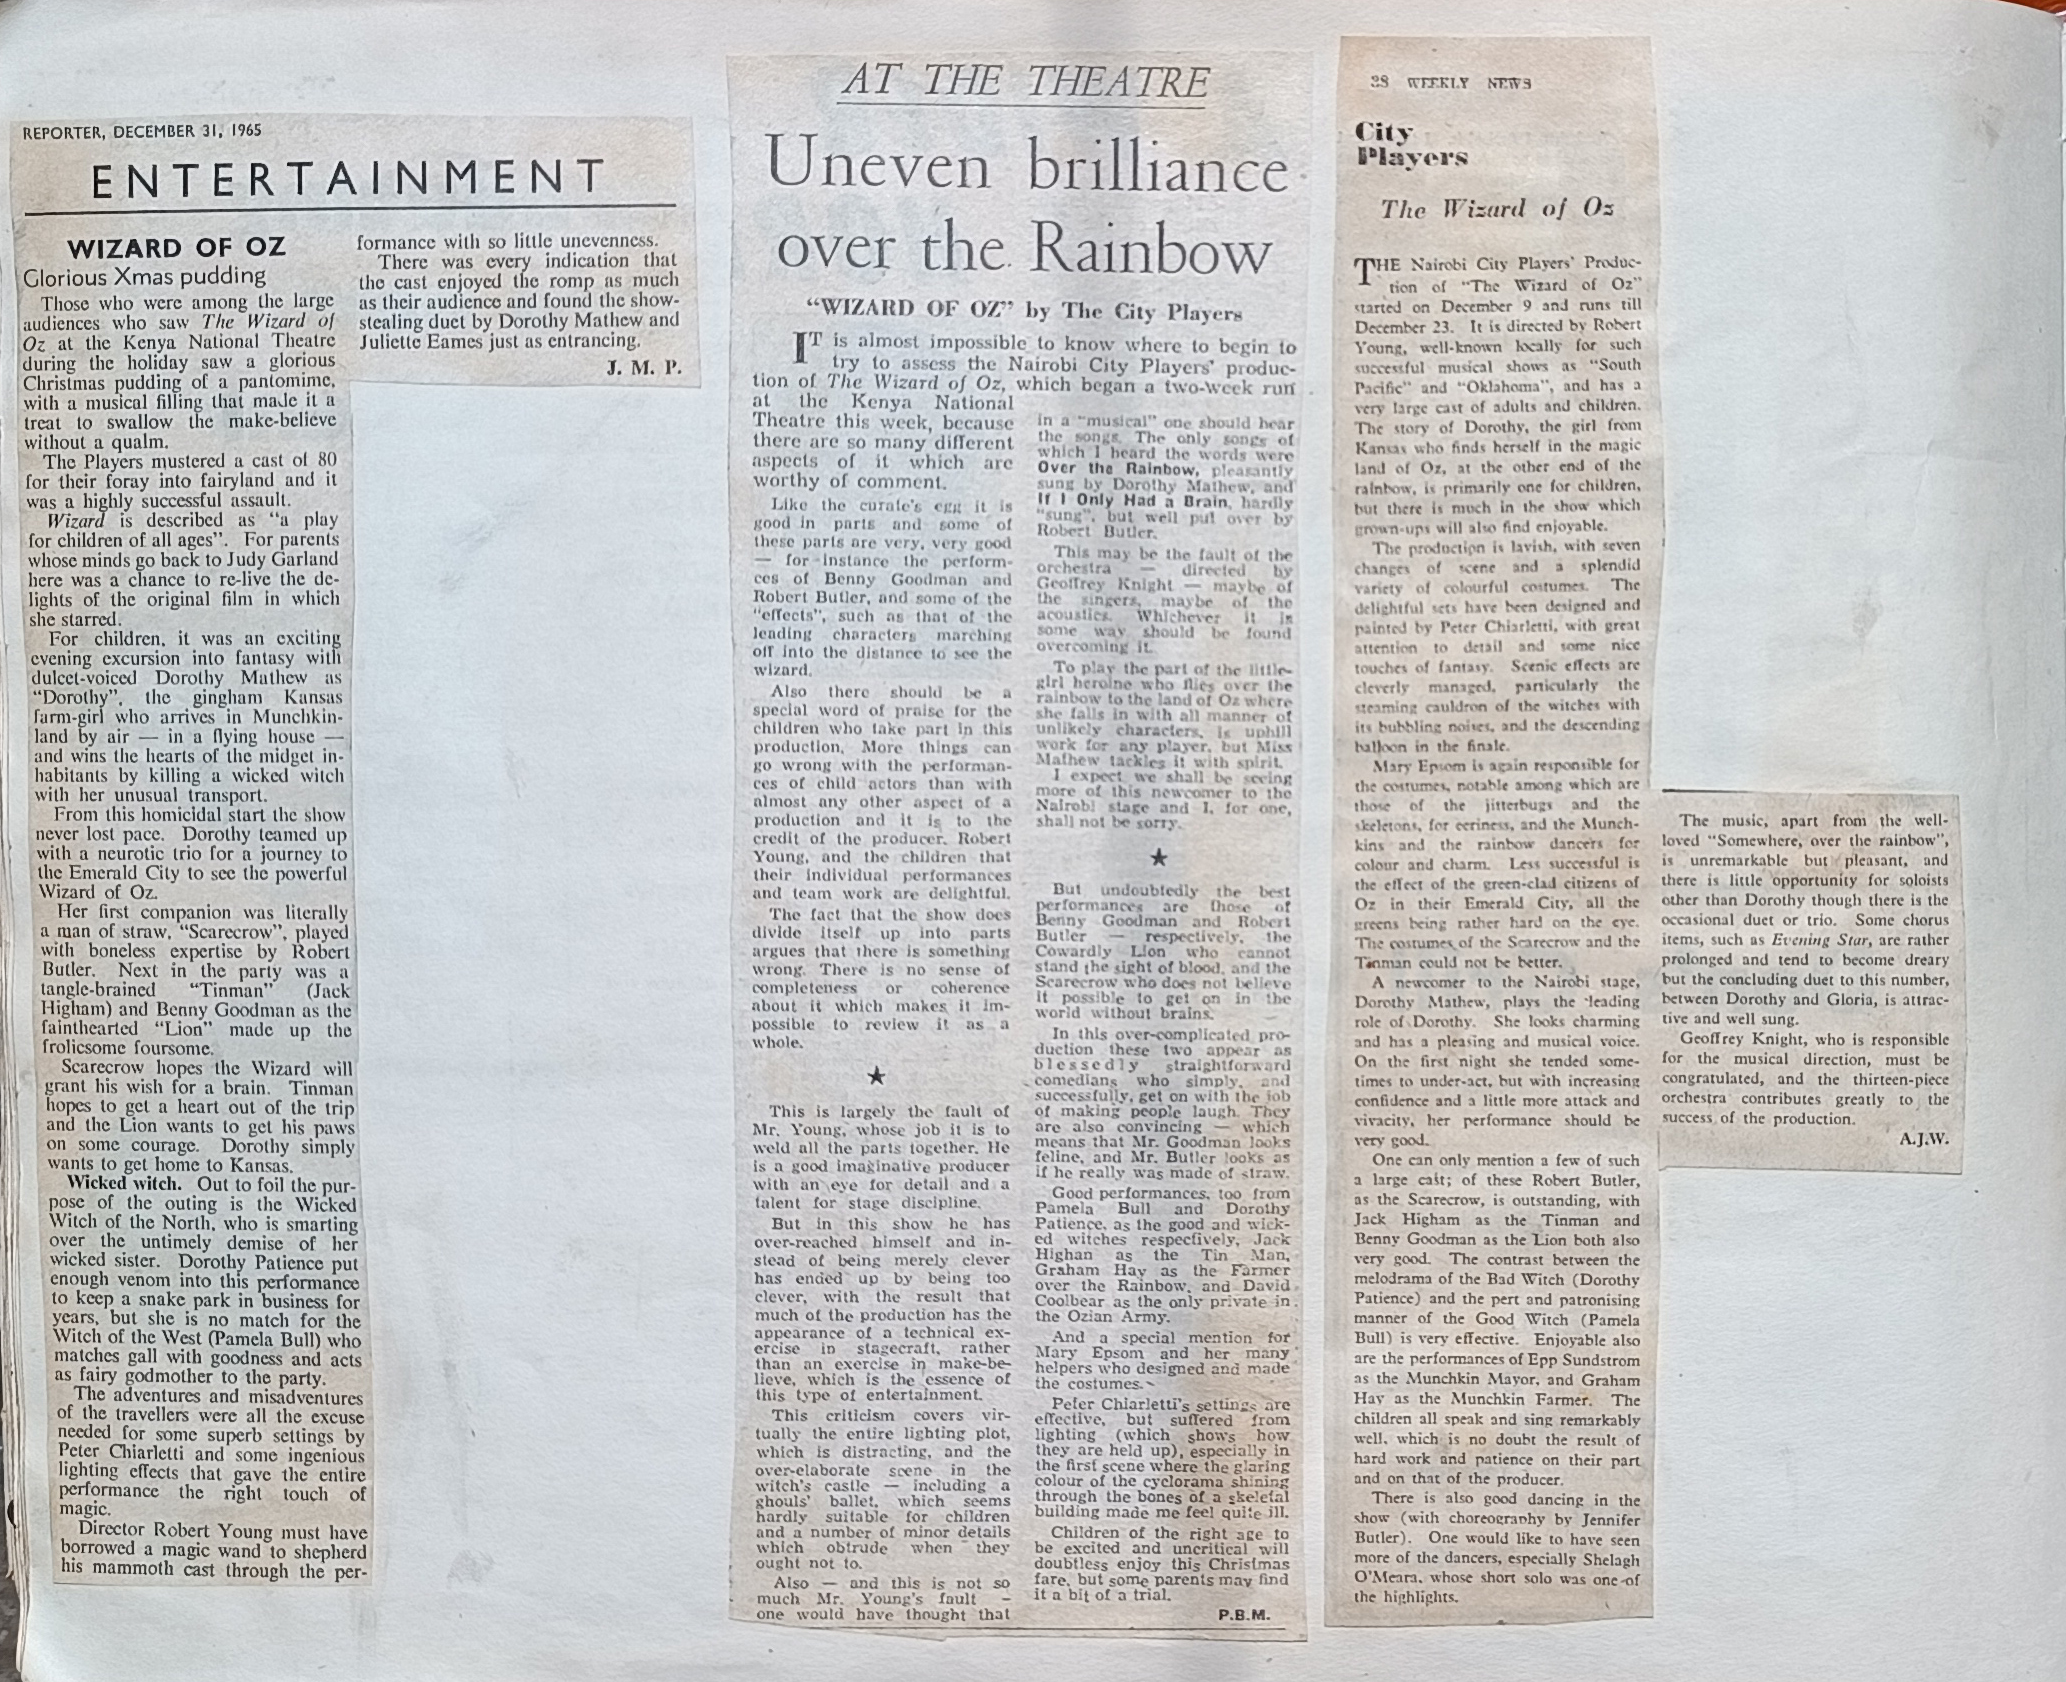 REPORTER, DECEMBER 31, 1965
ENTERTAINMENT
WIZARD OF OZ
Glorious Xmas pudding
Those who were among the large
audiences who saw The Wizard of
Oz at the Kenya National Theatre
during the holiday saw a glorious
Christmas pudding of a pantomime,
with a musical filling that made it a
treat to swallow the make-believe
without a qualm.
The Players mustered a cast of 80
for their foray into fairyland and it
was a highly successful assault.
Wizard is described as "a play
for children of all ages". For parents
whose minds go back to Judy Garland
here was a chance to re-live the de-
lights of the original film in which
she starred.
For children, it was an exciting
evening excursion into fantasy with
dulcet-voiced Dorothy Mathew as
"Dorothy", the gingham Kansas
farm-girl who arrives in Munchkin-
land by air — in a flying house —
and wins the hearts of the midget in-
habitants by killing a wicked witch
with her unusual transport.
From this homicidal start the show
never lost pace. Dorothy teamed up
with a neurotic trio for a journey to
the Emerald City to see the powerful
Wizard of Oz.
Her first companion was literally
a man of straw, "Scarecrow", played
with boneless expertise by Robert
Butler. Next in the party was a
tangle-brained "Tinman" (Jack
Higham) and Benny Goodman as the
fainthearted "Lion" made up the
frolicsome foursome.
Scarecrow hopes the Wizard will
grant his wish for a brain. Tinman
hopes to get a heart out of the trip
and the Lion wants to get his paws
on some courage. Dorothy simply
wants to get home to Kansas.
Wicked witch. Out to foil the pur-
pose of the outing is the Wicked
Witch of the North, who is smarting
over the untimely demise of her
wicked sister. Dorothy Patience put
enough venom into this performance
to keep a snake park in business for
years, but she is no match for the
Witch of the West (Pamela Bull) who
matches gall with goodness and acts
as fairy godmother to the party.
The adventures and misadventures
of the travellers were all the excuse
needed for some superb settings by
Peter Chiarletti and some ingenious
lighting effects that gave the entire
performance the right touch of
magic.
Director Robert Young must have
borrowed a magic wand to shepherd
his mammoth cast through the per-
formance with so little unevenness.
There was every indication that
the cast enjoyed the romp as much
as their audience and found the show-
stealing duet by Dorothy Mathew and
Juliette Eames just as entrancing.
J. M. P.
AT THE THEATRE
Uneven brilliance
over the Rainbow
"WIZARD OF OZ" by The City Players
IT is almost impossible to know where to begin to
try to assess the Nairobi City Players' produc-
tion of The Wizard of Oz, which began a two-week run
at the Kenya National
Theatre this week, because
there are so many different
aspects of it which are
worthy of comment.
Like the curate's egg it is
good in parts and some of
these parts are very, very good
— for instance the perform-
ces of Benny Goodman and
Robert Butler, and some of the
"effects", such as that of the
leading characters marching
off into the distance to see the
wizard.
Also there should be a
special word of praise for the
children who take part in this
production. More things can
go wrong with the performan-
ces of child actors than with
almost any other aspect of a
production and it is to the
credit of the producer, Robert
Young, and the children that
their individual performances
and team work are delightful.
The fact that the show does
divide itself up into parts
argues that there is something
wrong. There is no sense of
completeness or coherence
about it which makes it im-
possible to review it as a
whole.
★
This is largely the fault of
Mr. Young, whose job it is to
weld all the parts together. He
is a good imaginative producer
with an eye for detail and a
talent for stage discipline.
But in this show he has
over-reached himself and in-
stead of being merely clever
has ended up by being too
clever, with the result that
much of the production has the
appearance of a technical ex-
ercise in stagecraft, rather
than an exercise in make-be-
lieve, which is the essence of
this type of entertainment.
This criticism covers vir-
tually the entire lighting plot,
which is distracting, and the
over-elaborate scene in the
witch's castle — including a
ghouls' ballet, which seems
hardly suitable for children
and a number of minor details
which obtrude when they
ought not to.
Also — and this is not so
much Mr. Young's fault —
one would have thought that
in a "musical" one should hear
the songs. The only songs of
which I heard the words were
Over the Rainbow, pleasantly
sung by Dorothy Mathew, and
If I Only Had a Brain, hardly
"sung", but well put over by
Robert Butler.
This may be the fault of the
orchestra — directed by
Geoffrey Knight — maybe of
the singers, maybe of the
acoustics. Whichever it is
some way should be found
overcoming it.
To play the part of the little-
girl heroine who flies over the
rainbow to the land of Oz where
she falls in with all manner of
unlikely characters, is uphill
work for any player, but Miss
Mathew tackles it with spirit.
I expect we shall be seeing
more of this newcomer to the
Nairobi stage and I, for one,
shall not be sorry.
★
But undoubtedly the best
performances are those of
Benny Goodman and Robert
Butler — respectively, the
Cowardly Lion who cannot
stand the sight of blood, and the
Scarecrow who does not believe
it possible to get on in the
world without brains.
In this over-complicated pro-
duction these two appear as
blessedly straightforward
comedians who simply, and
successfully, get on with the job
of making people laugh. They
are also convincing — which
means that Mr. Goodman looks
feline, and Mr. Butler looks as
if he really was made of straw.
Good performances, too from
Pamela Bull and Dorothy
Patience, as the good and wick-
ed witches respectively, Jack
Highan as the Tin Man,
Graham Hay as the Farmer
over the Rainbow, and David
Coolbear as the only private in
the Ozian Army.
And a special mention for
Mary Epsom and her many
helpers who designed and made
the costumes.
Peter Chiarletti's settings are
effective, but suffered from
lighting (which shows how
they are held up), especially in
the first scene where the glaring
colour of the cyclorama shining
through the bones of a skeletal
building made me feel quite ill.
Children of the right age to
be excited and uncritical will
doubtless enjoy this Christmas
fare, but some parents may find
it a bit of a trial.
P.B.M.
38 WEEKLY NEWS
City
Players
The Wizard of Oz
THE Nairobi City Players' Produc-
tion of "The Wizard of Oz"
started on December 9 and runs till
December 23. It is directed by Robert
Young, well-known locally for such
successful musical shows as "South
Pacific" and "Oklahoma", and has a
very large cast of adults and children.
The story of Dorothy, the girl from
Kansas who finds herself in the magic
land of Oz, at the other end of the
rainbow, is primarily one for children,
but there is much in the show which
grown-ups will also find enjoyable.
The production is lavish, with seven
changes of scene and a splendid
variety of colourful costumes. The
delightful sets have been designed and
painted by Peter Chiarletti, with great
attention to detail and some nice
touches of fantasy. Scenic effects are
cleverly managed, particularly the
steaming cauldron of the witches with
its bubbling noises, and the descending
balloon in the finale.
Mary Epsom is again responsible for
the costumes, notable among which are
those of the jitterbugs and the
skeletons, for eeriness, and the Munch-
kins and the rainbow dancers for
colour and charm. Less successful is
the effect of the green-clad citizens of
Oz in their Emerald City, all the
greens being rather hard on the eye.
The costumes of the Scarecrow and the
Tinman could not be better.
A newcomer to the Nairobi stage,
Dorothy Mathew, plays the leading
role of Dorothy. She looks charming
and has a pleasing and musical voice.
On the first night she tended some-
times to under-act, but with increasing
confidence and a little more attack and
vivacity, her performance should be
very good.
One can only mention a few of such
a large cast; of these Robert Butler,
as the Scarecrow, is outstanding, with
Jack Higham as the Tinman and
Benny Goodman as the Lion both also
very good. The contrast between the
melodrama of the Bad Witch (Dorothy
Patience) and the pert and patronising
manner of the Good Witch (Pamela
Bull) is very effective. Enjoyable also
are the performances of Epp Sundstrom
as the Munchkin Mayor, and Graham
Hay as the Munchkin Farmer. The
children all speak and sing remarkably
well, which is no doubt the result of
hard work and patience on their part
and on that of the producer.
There is also good dancing in the
show (with choreography by Jennifer
Butler). One would like to have seen
more of the dancers, especially Shelagh
O'Meara, whose short solo was one of
the highlights.
The music, apart from the well-
loved "Somewhere, over the rainbow",
is unremarkable but pleasant, and
there is little opportunity for soloists
other than Dorothy though there is the
occasional duet or trio. Some chorus
items, such as Evening Star, are rather
prolonged and tend to become dreary
but the concluding duet to this number,
between Dorothy and Gloria, is attrac-
tive and well sung.
Geoffrey Knight, who is responsible
for the musical direction, must be
congratulated, and the thirteen-piece
orchestra contributes greatly to the
success of the production.
A.J.W.